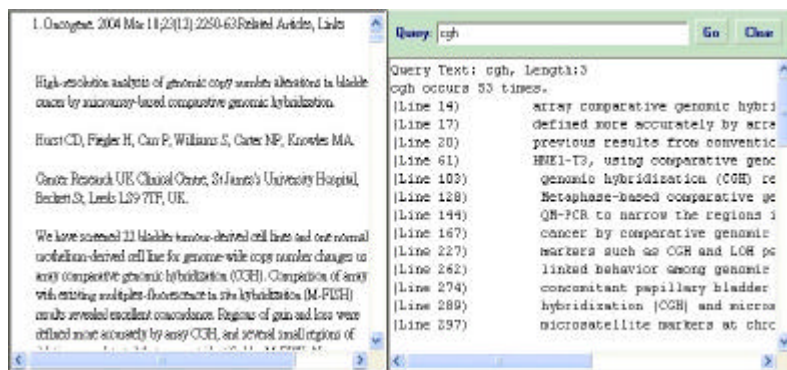 1. Oncogene. 2004 Mar 18;23(12):2250-63.Related Articles, Links
High-resolution analysis of genomic copy number alterations in bladder
cancer by microarray-based comparative genomic hybridization.
Hurst CD, Fiegler H, Carr P, Williams S, Carter NP, Knowles MA.
Cancer Research UK Clinical Centre, St James's University Hospital,
Beckett St, Leeds LS9 7TF, UK.
We have screened 22 bladder tumour-derived cell lines and one normal
urothelium-derived cell line for genome-wide copy number changes us
array comparative genomic hybridization (CGH). Comparison of array
with existing multiplex-fluorescence in situ hybridization (M-FISH)
results revealed excellent concordance. Regions of gain and loss were
defined more accurately by array CGH, and several small regions of
Query: cgh Go Clear
Query Text: cgh, Length:3
cgh occurs 53 times.
(Line 14) array comparative genomic hybri
(Line 17) defined more accurately by arra
(Line 20) previous results from conventic
(Line 61) HNE1-T3, using comparative genc
(Line 103) genomic hybridization (CGH) re
(Line 128) Metaphase-based comparative ge
(Line 144) QM-PCR to narrow the regions i
(Line 167) cancer by comparative genomic
(Line 227) markers such as CGH and LOH pe
(Line 262) linked behavior among genomic
(Line 274) concomitant papillary bladder
(Line 289) hybridization (CGH) and micros
(Line 297) microsatellite markers at chrc